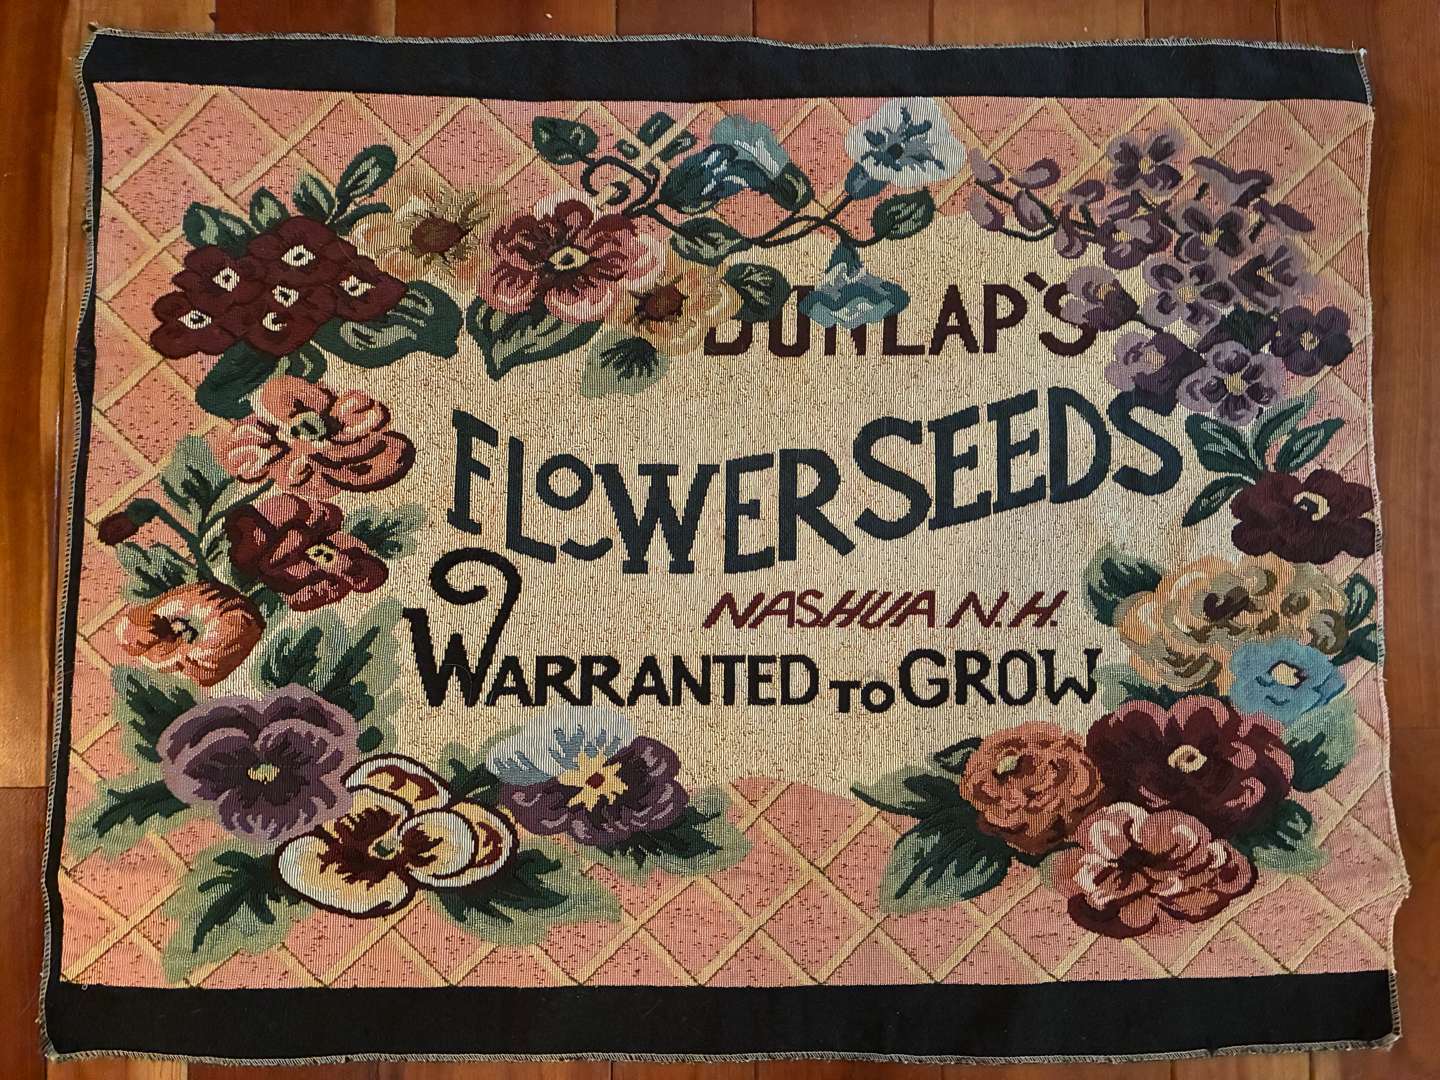 DUNLAP'S
FLOWER SEEDS
NASHUA N.H.
WARRANTED TO GROW